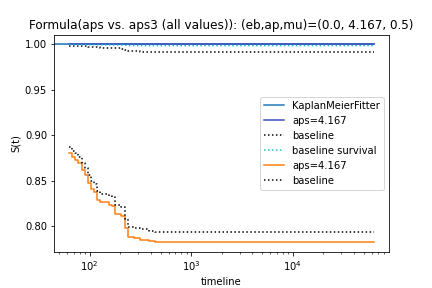 Formula(aps vs. aps3 (all values)): (eb,ap,mu)=(0.0, 4.167, 0.5)
1.00
0.95
0.90
0.85
0.80
S(t)
KaplanMeierFitter
aps=4.167
baseline
baseline survival
aps=4.167
baseline
10²
10³
10⁴
timeline